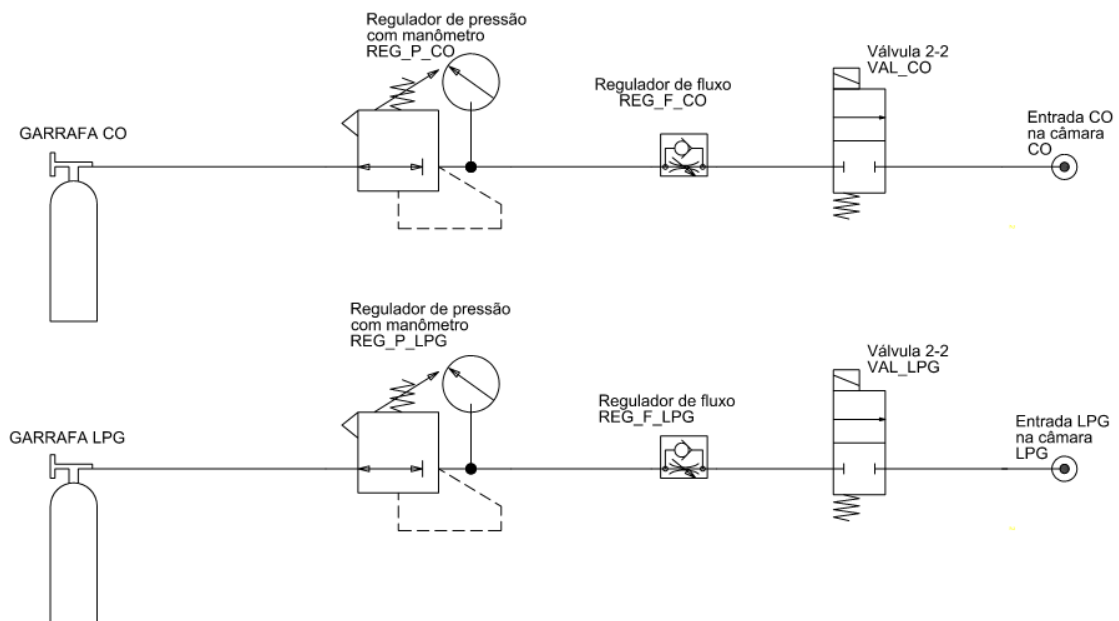 Regulador de pressão
com manômetro
REG_P_CO
Válvula 2-2
VAL_CO
Regulador de fluxo
REG_F_CO
Entrada CO
na câmara
CO
GARRAFA CO
Regulador de pressão
com manômetro
REG_P_LPG
Válvula 2-2
VAL_LPG
Regulador de fluxo
REG_F_LPG
Entrada LPG
na câmara
LPG
GARRAFA LPG